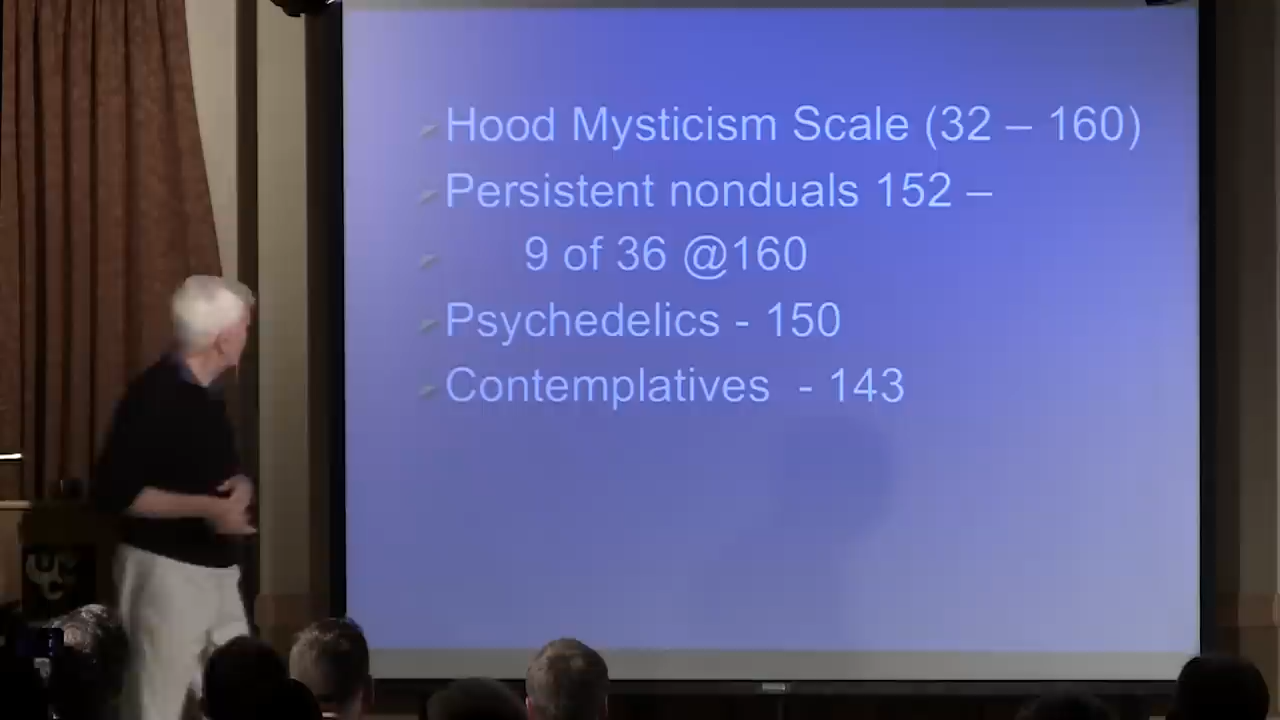 Hood Mysticism Scale (32 – 160)
Persistent nonduals 152 –
9 of 36 @160
Psychedelics - 150
Contemplatives - 143